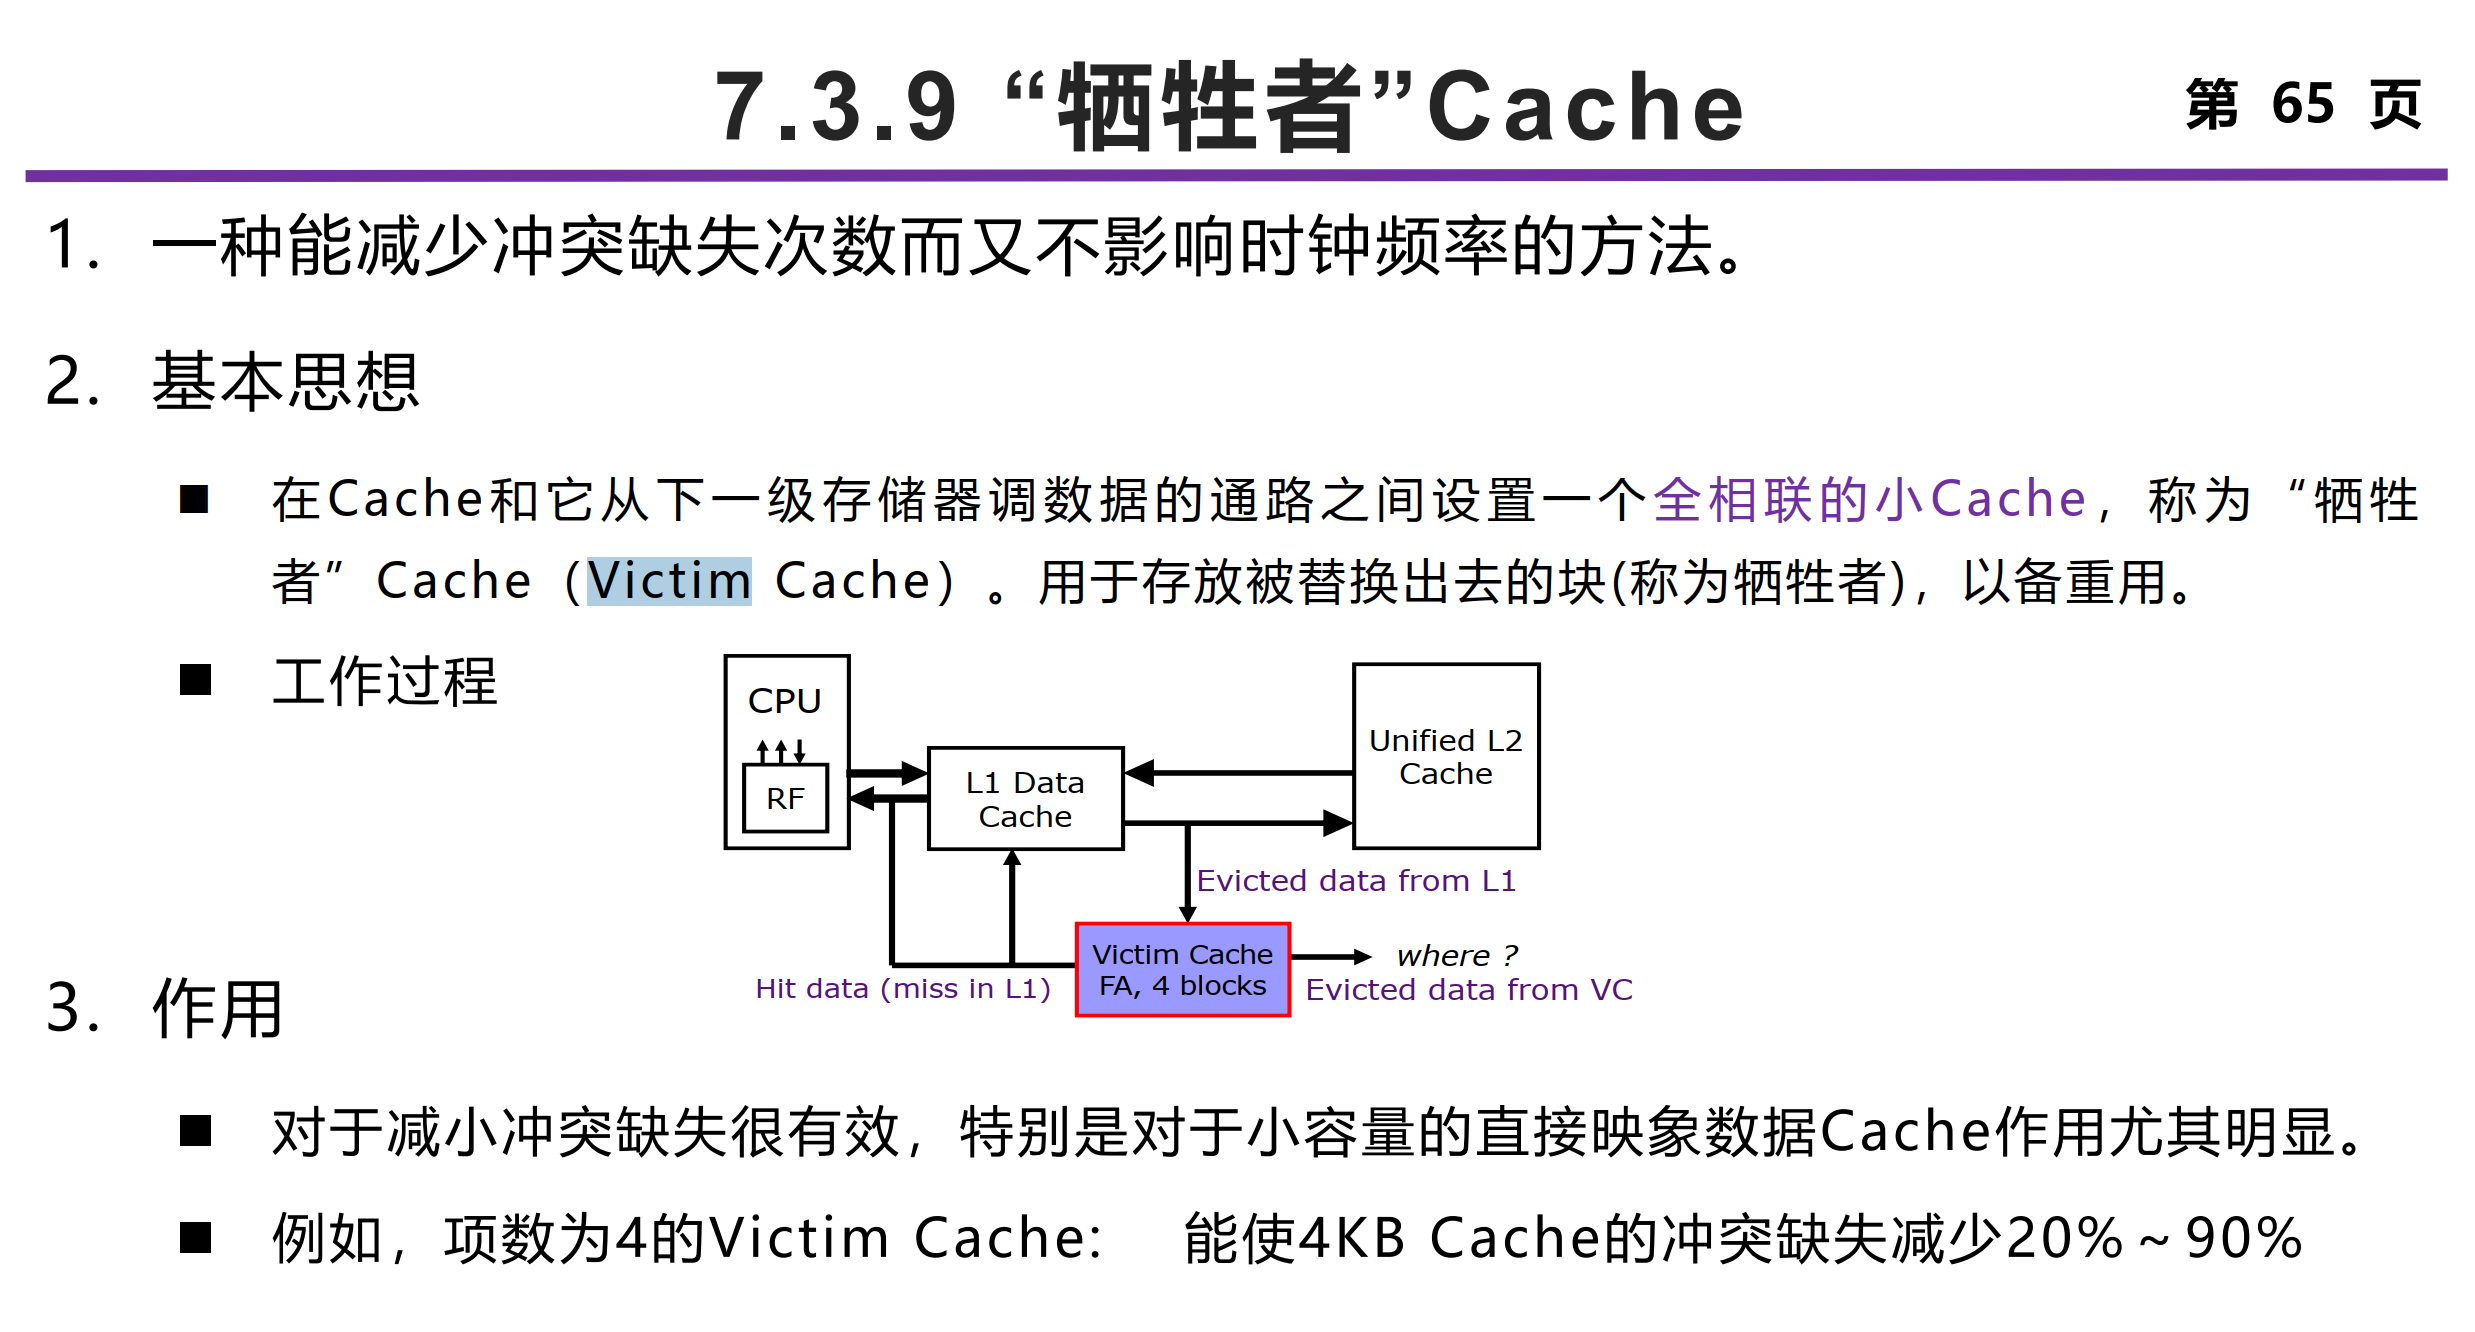 7.3.9 “牺牲者”Cache
第 65 页
1. 一种能减少冲突缺失次数而又不影响时钟频率的方法。
2. 基本思想
■ 在Cache和它从下一级存储器调数据的通路之间设置一个全相联的小Cache，称为“牺牲
者”Cache（Victim Cache）。用于存放被替换出去的块(称为牺牲者)，以备重用。
■ 工作过程
CPU
RF
L1 Data
Cache
Unified L2
Cache
Evicted data from L1
Victim Cache
FA, 4 blocks
where ?
Hit data (miss in L1)
Evicted data from VC
3. 作用
■ 对于减小冲突缺失很有效，特别是对于小容量的直接映象数据Cache作用尤其明显。
■ 例如，项数为4的Victim Cache: 能使4KB Cache的冲突缺失减少20%～90%